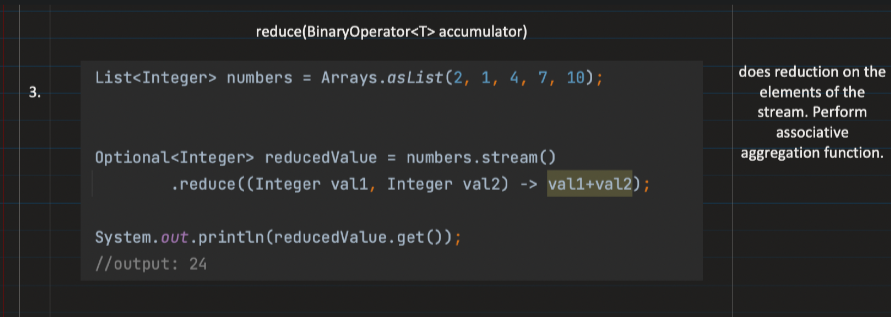 reduce(BinaryOperator<T> accumulator)
3.
List<Integer> numbers = Arrays.asList(2, 1, 4, 7, 10);
Optional<Integer> reducedValue = numbers.stream()
.reduce((Integer val1, Integer val2) -> val1+val2);
System.out.println(reducedValue.get());
//output: 24
does reduction on the
elements of the
stream. Perform
associative
aggregation function.